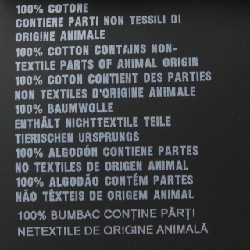 100% COTONE
CONTIENE PARTI NON TESSILI DI
ORIGINE ANIMALE
100% COTTON CONTAINS NON-
TEXTILE PARTS OF ANIMAL ORIGIN
100% COTON CONTIENT DES PARTIES
NON TEXTILES D'ORIGINE ANIMALE
100% BAUMWOLLE
ENTHÄLT NICHTTEXTILE TEILE
TIERISCHEN URSPRUNGS
100% ALGODÓN CONTIENE PARTES
NO TEXTILES DE ORIGEN ANIMAL
100% ALGODÃO CONTÉM PARTES
NÃO TÊXTEIS DE ORIGEM ANIMAL
100% BUMBAC CONȚINE PĂRȚI
NETEXTILE DE ORIGINE ANIMALĂ